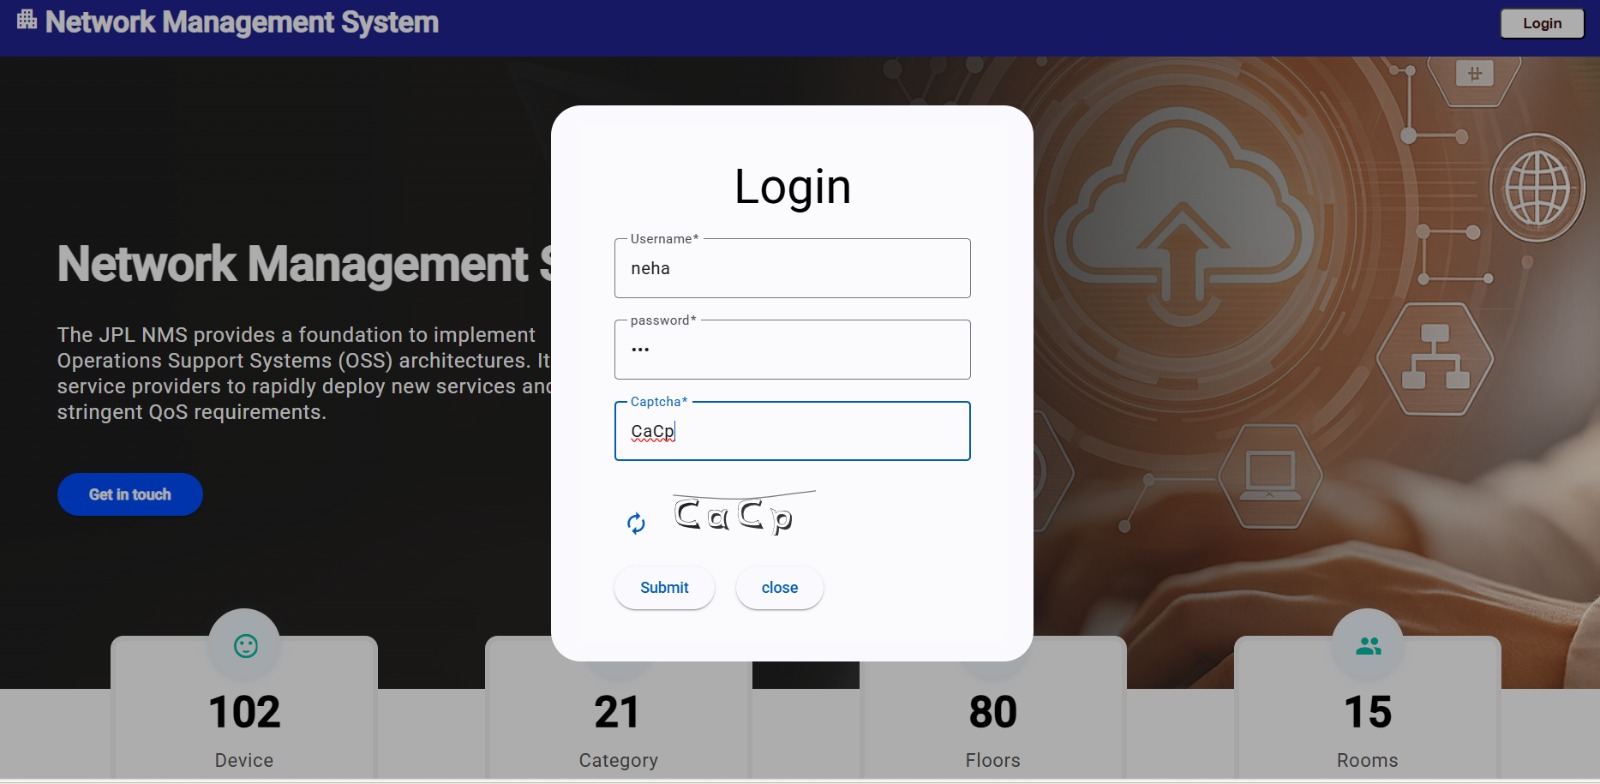 Network Management System
Login
Network Management S
The JPL NMS provides a foundation to implement
Operations Support Systems (OSS) architectures. It
service providers to rapidly deploy new services and
stringent QoS requirements.
Get in touch
Login
Username*
neha
password*
•••
Captcha*
CaCp
CaCp
Submit
close
102
Device
21
Category
80
Floors
15
Rooms